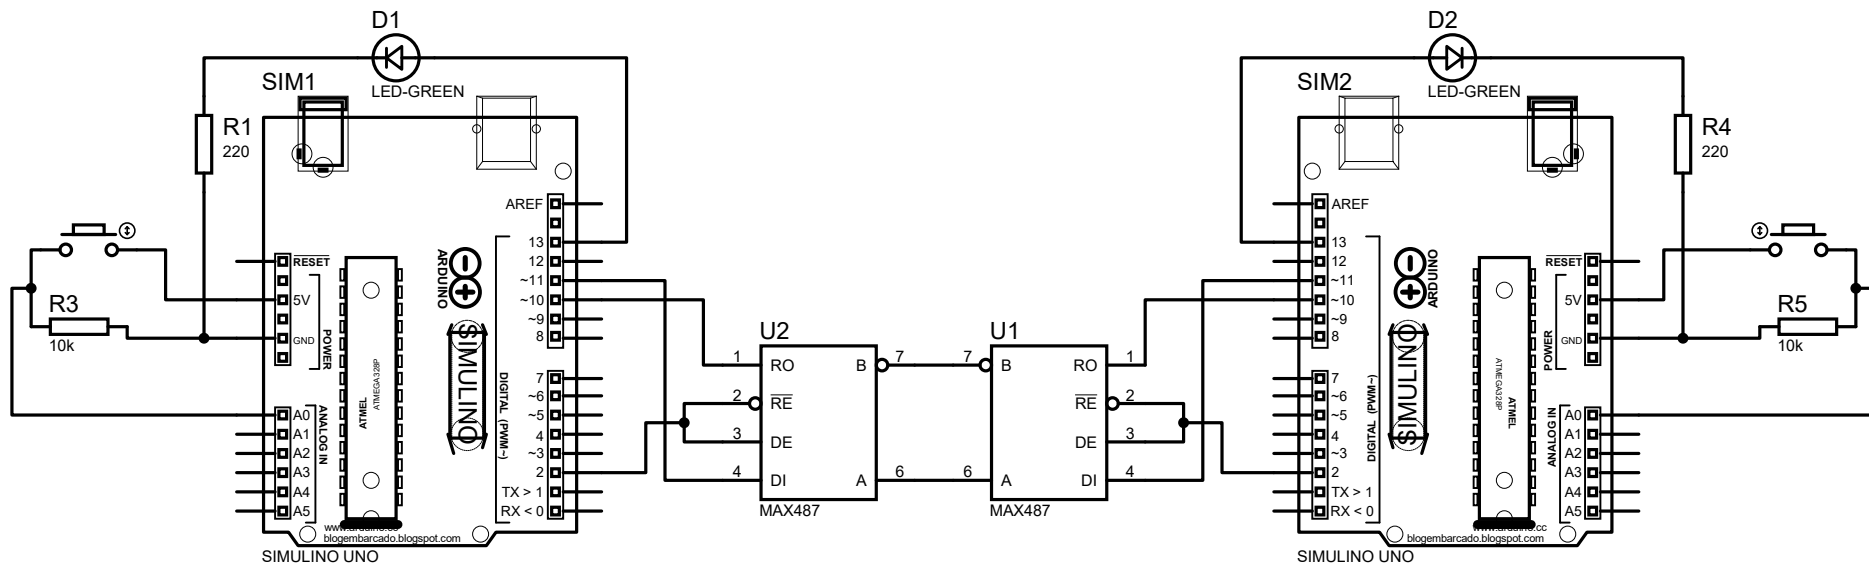 D1
LED-GREEN
SIM1
R1
220
R3
10k
RESET
5V
GND
POWER
A0
A1
A2
A3
A4
A5
ANALOG IN
ATMEL
ATMEGA328P
ARDUINO
SIMULINO
AREF
13
12
~11
~10
~9
8
7
~6
~5
4
~3
2
TX > 1
RX < 0
DIGITAL (PWM~)
www.arduino.cc
blogembarcado.blogspot.com
SIMULINO UNO
U2
1 RO B 7
2 RE
3 DE
4 DI A 6
MAX487
U1
7 B RO 1
RE 2
DE 3
6 A DI 4
MAX487
D2
LED-GREEN
SIM2
R4
220
R5
10k
AREF
13
12
~11
~10
~9
8
7
~6
~5
4
~3
2
TX > 1
RX < 0
DIGITAL (PWM~)
ARDUINO
SIMULINO
ATMEGA328P
ATMEL
RESET
5V
GND
POWER
A0
A1
A2
A3
A4
A5
ANALOG IN
www.arduino.cc
blogembarcado.blogspot.com
SIMULINO UNO